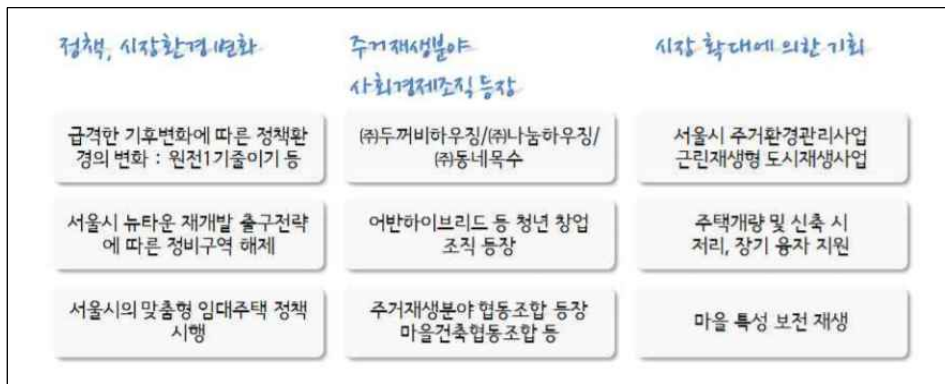 정책, 시장환경변화
급격한 기후변화에 따른 정책환
경의 변화 : 원전1기줄이기 등
서울시 뉴타운 재개발 출구전략
에 따른 정비구역 해제
서울시의 맞춤형 임대주택 정책
시행
주거재생분야
사회경제조직등장
㈜두꺼비하우징/㈜나눔하우징/
㈜동네목수
어반하이브리드 등 청년 창업
조직 등장
주거재생분야 협동조합 등장
마을건축협동조합 등
시장 확대에 의한 기회
서울시 주거환경관리사업
근린재생형 도시재생사업
주택개량 및 신축 시
저리, 장기 융자 지원
마을 특성 보전 재생